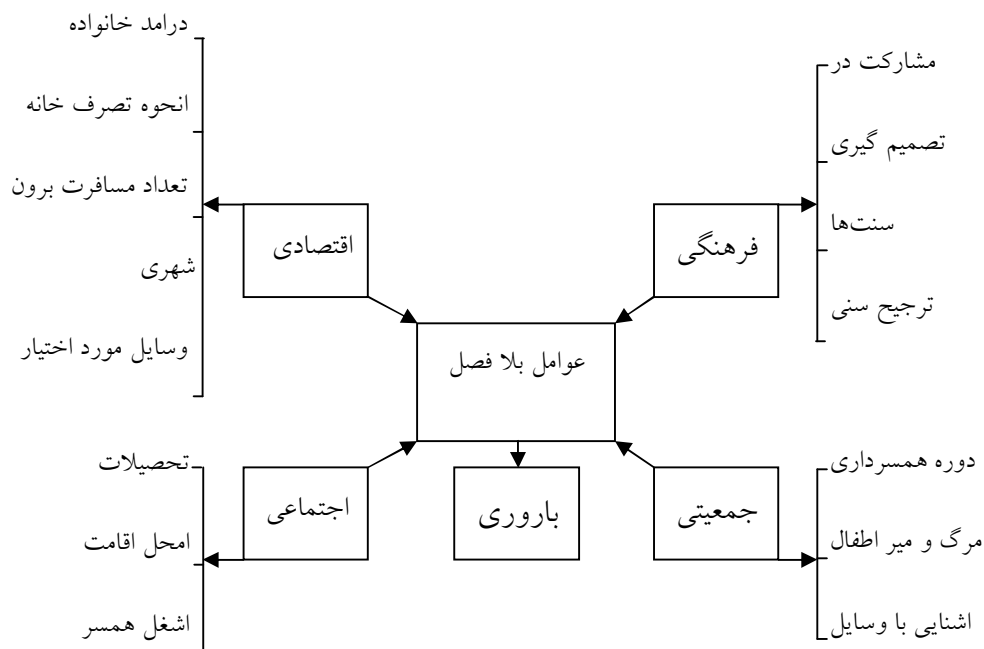 درامد خانواده
انحوه تصرف خانه
تعداد مسافرت برون
شهری
وسایل مورد اختیار
مشارکت در
تصمیم گیری
سنت‌ها
ترجیح سنی
اقتصادی
فرهنگی
عوامل بلا فصل
اجتماعی
باروری
جمعیتی
تحصیلات
امحل اقامت
اشغل همسر
دوره همسرداری
مرگ و میر اطفال
اشنایی با وسایل